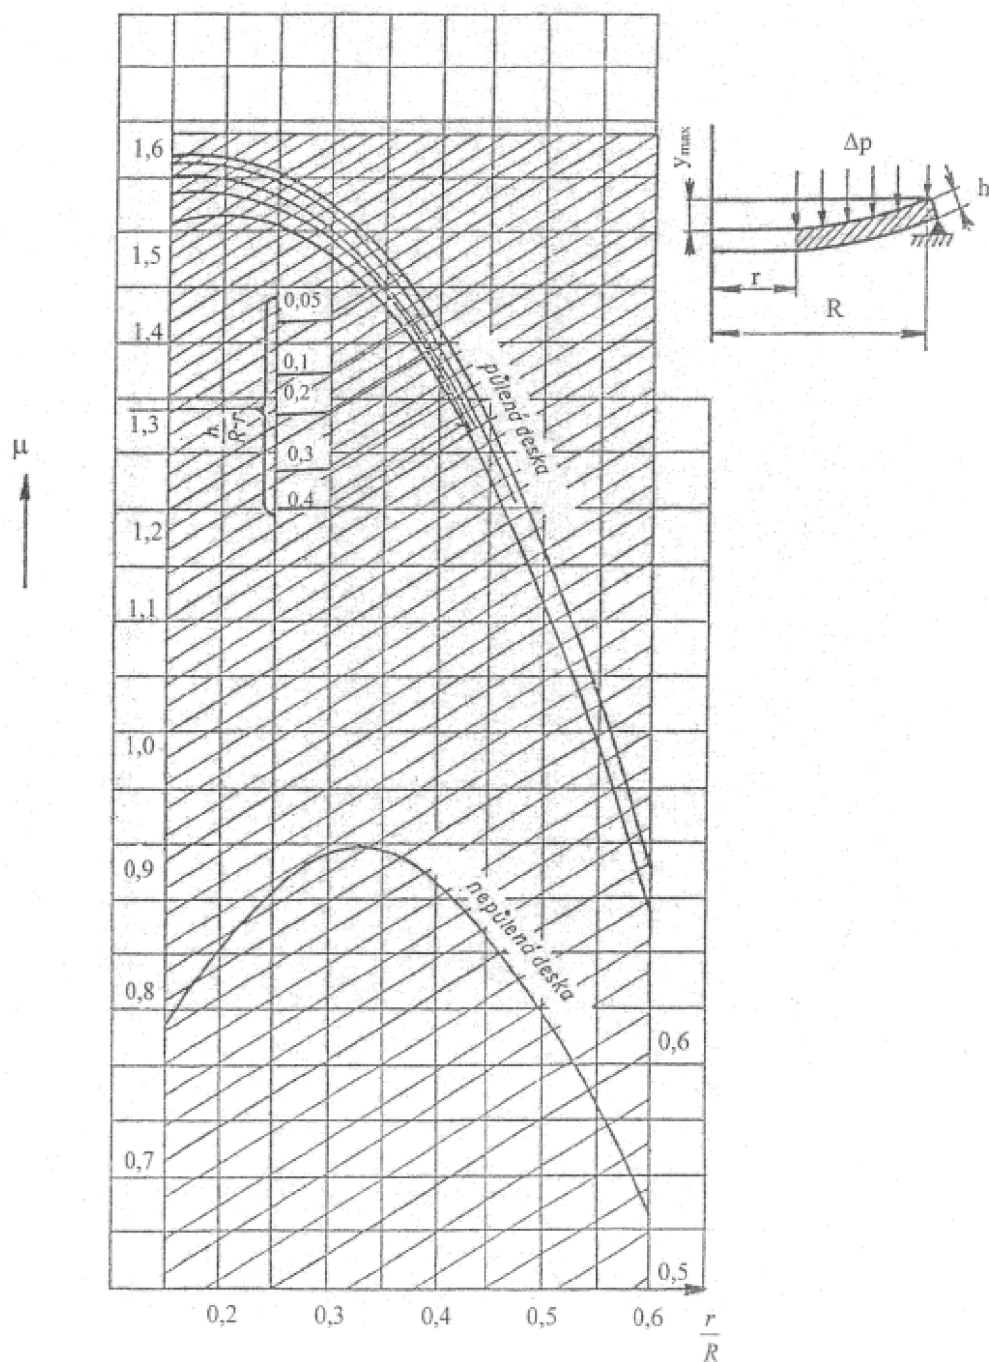 1,6
1,5
1,4
1,3
1,2
1,1
1,0
0,9
0,8
0,7
μ
0,05
0,1
0,2
0,3
0,4
h
R-r
půlená deska
nepůlená deska
0,6
0,5
0,2
0,3
0,4
0,5
0,6
r
R
ymax
Δp
h
r
R